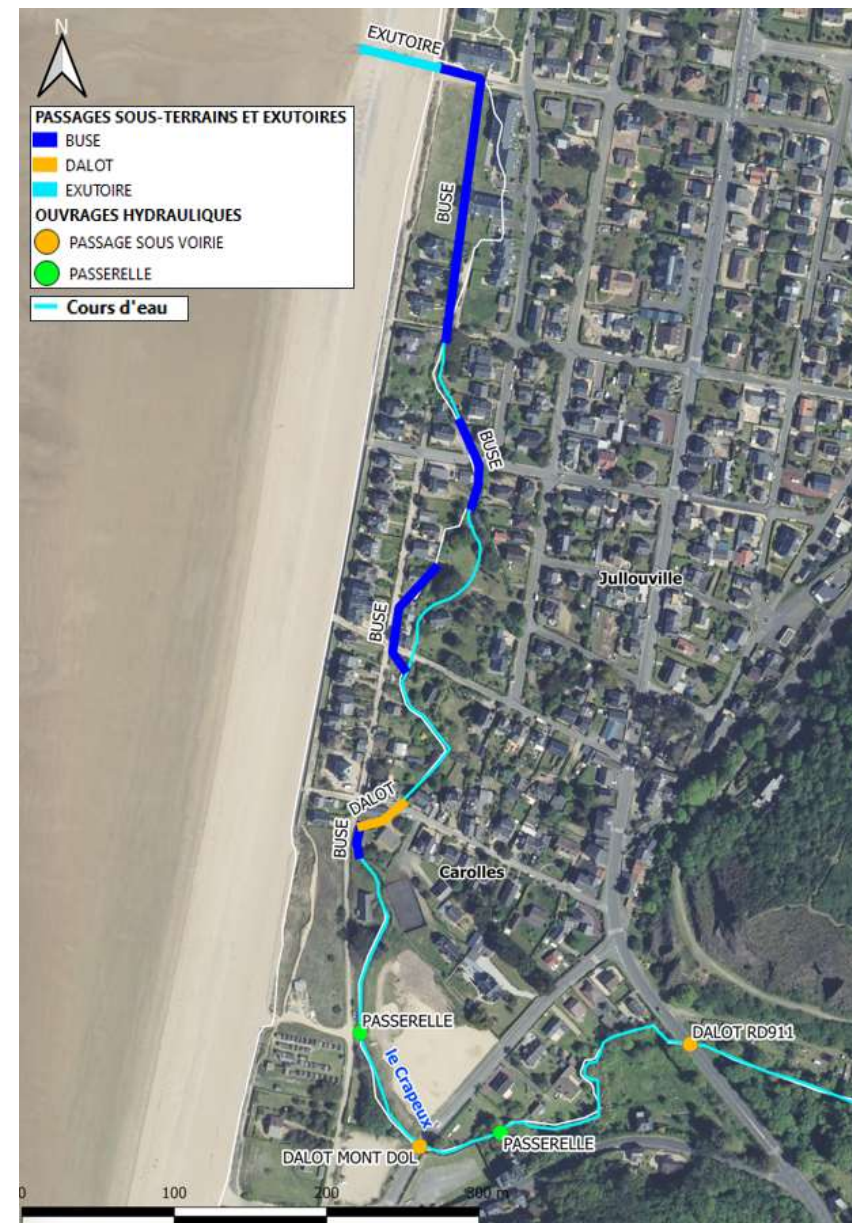 N
EXUTOIRE
PASSAGES SOUS-TERRAINS ET EXUTOIRES
BUSE
DALOT
EXUTOIRE
OUVRAGES HYDRAULIQUES
PASSAGE SOUS VOIRIE
PASSERELLE
Cours d'eau
BUSE
BUSE
Jullouville
BUSE
DALOT
BUSE
Carolles
PASSERELLE
DALOT RD911
le Crapeux
PASSERELLE
DALOT MONT DOL
0 100 200 300 m